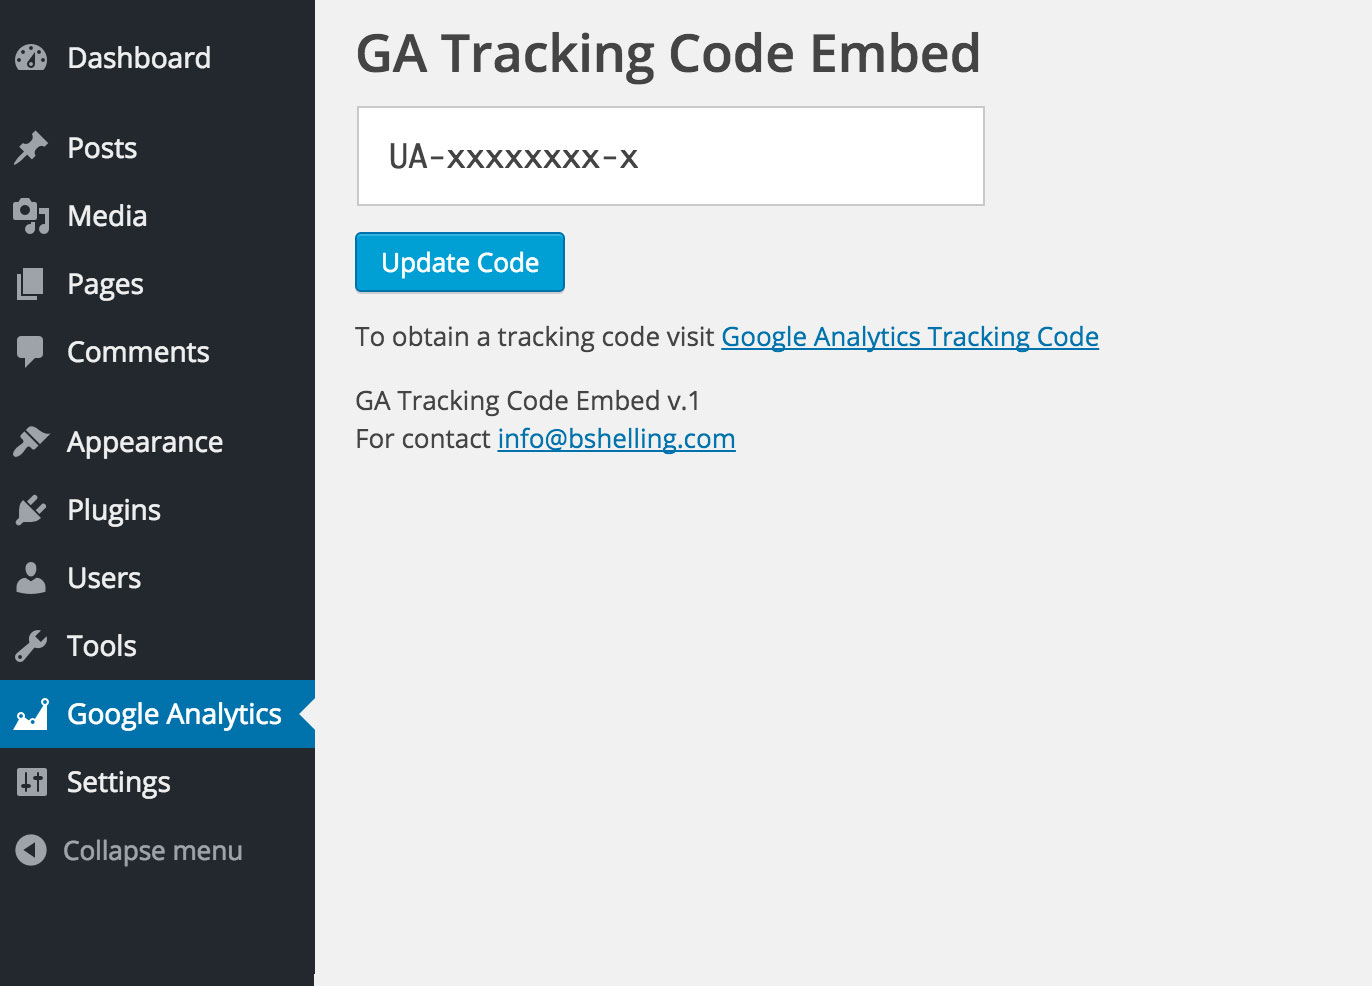 Dashboard
Posts
Media
Pages
Comments
Appearance
Plugins
Users
Tools
Google Analytics
Settings
Collapse menu
GA Tracking Code Embed
UA-xxxxxxxx-x
Update Code
To obtain a tracking code visit Google Analytics Tracking Code
GA Tracking Code Embed v.1
For contact info@bshelling.com